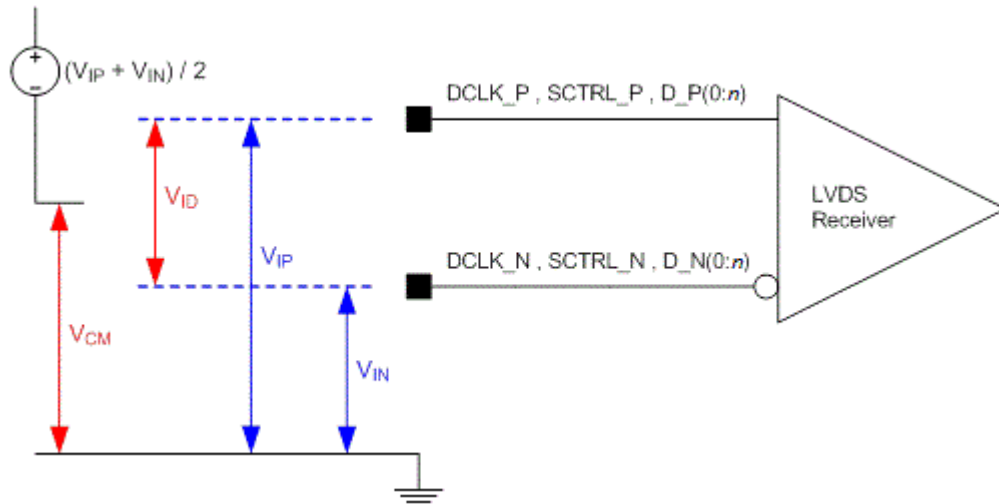 +
−
(VIP + VIN) / 2
DCLK_P , SCTRL_P , D_P(0:n)
VID
LVDS
Receiver
VIP
DCLK_N , SCTRL_N , D_N(0:n)
VCM
VIN